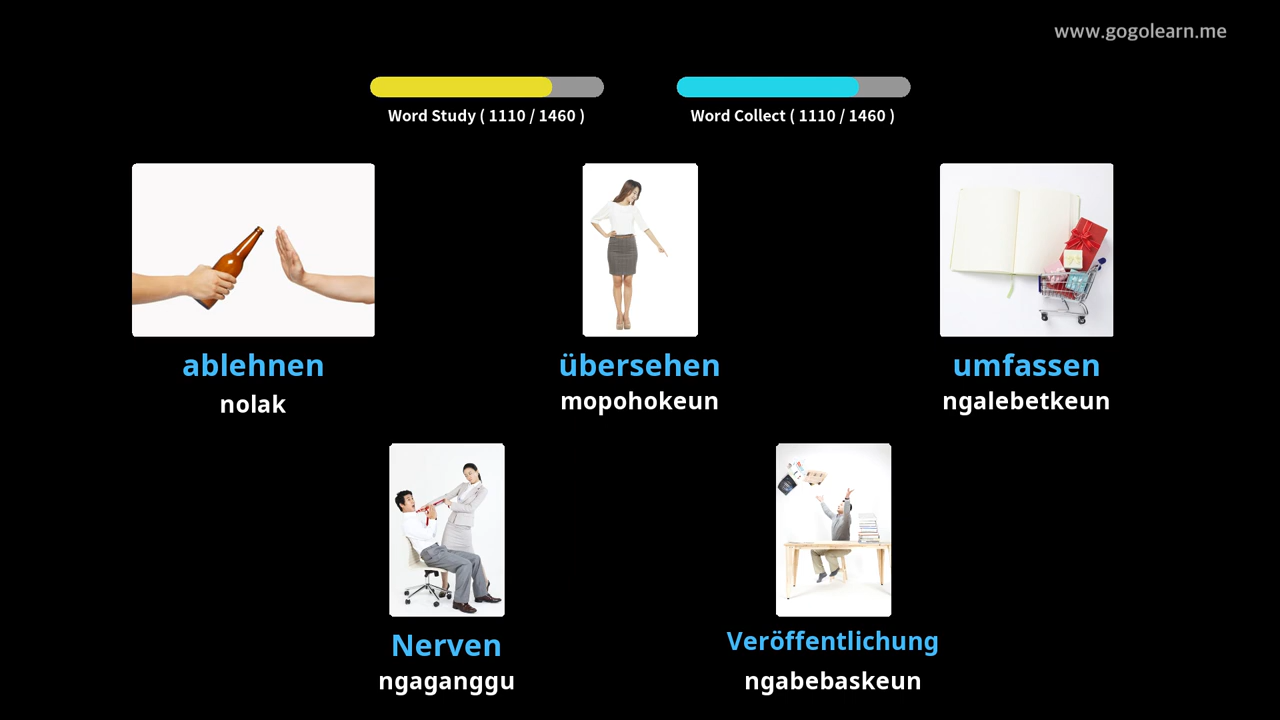 www.gogolearn.me
Word Study ( 1110 / 1460 )
Word Collect ( 1110 / 1460 )
ablehnen
nolak
übersehen
mopohokeun
umfassen
ngalebetkeun
Nerven
ngaganggu
Veröffentlichung
ngabebaskeun